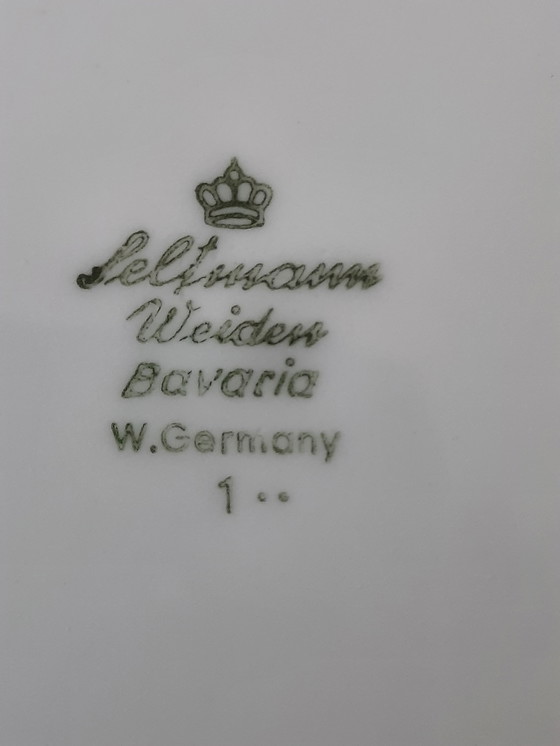 Seltmann
Weiden
Bavaria
W.Germany
1 ••